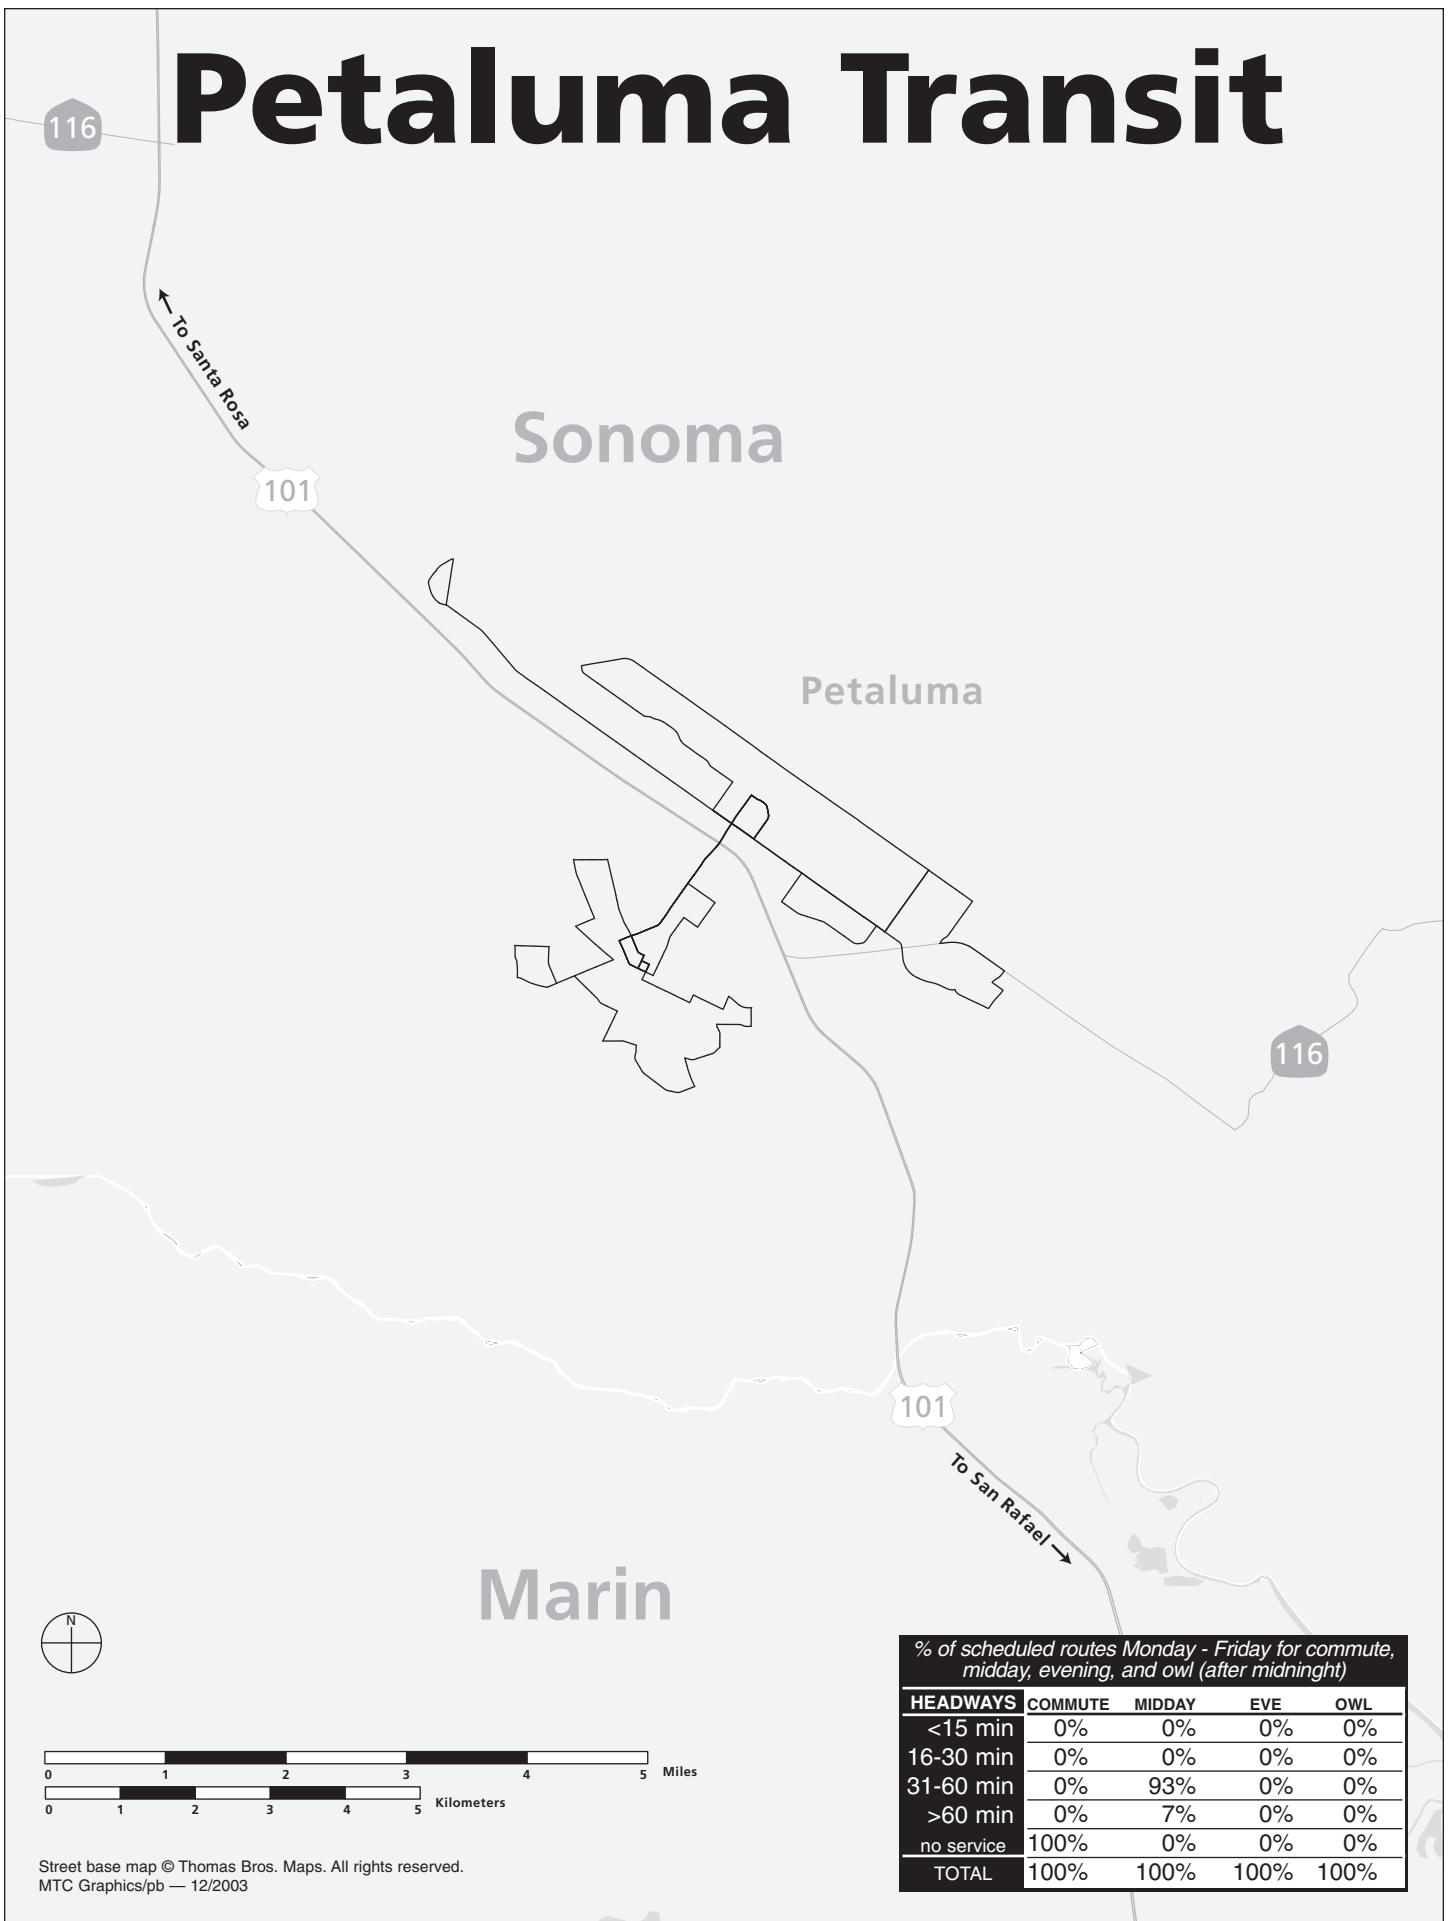 Petaluma Transit
116
To Santa Rosa
Sonoma
101
Petaluma
116
101
To San Rafael
Marin
N
% of scheduled routes Monday - Friday for commute,
midday, evening, and owl (after midninght)
HEADWAYS COMMUTE MIDDAY EVE OWL
<15 min 0% 0% 0% 0%
16-30 min 0% 0% 0% 0%
31-60 min 0% 93% 0% 0%
>60 min 0% 7% 0% 0%
no service 100% 0% 0% 0%
TOTAL 100% 100% 100% 100%
0 1 2 3 4 5 Miles
0 1 2 3 4 5 Kilometers
Street base map © Thomas Bros. Maps. All rights reserved.
MTC Graphics/pb — 12/2003